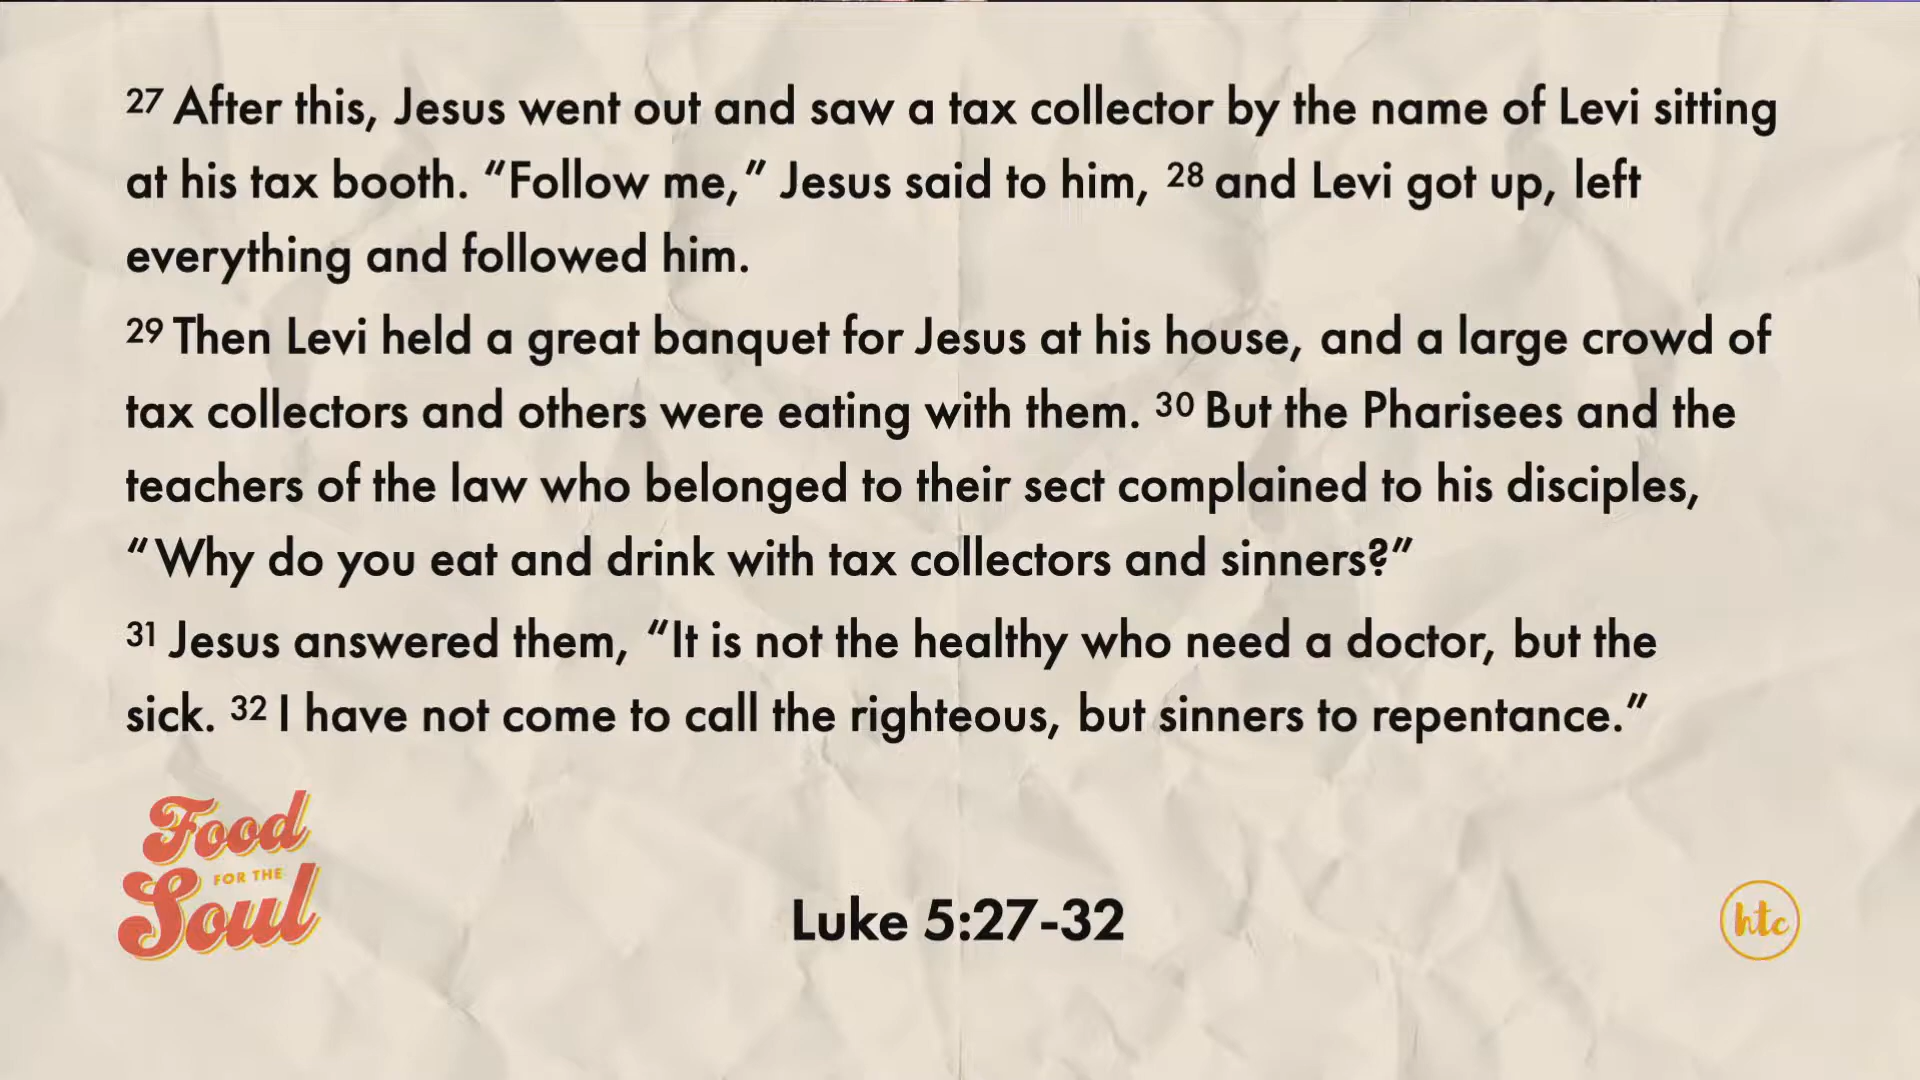 27 After this, Jesus went out and saw a tax collector by the name of Levi sitting
at his tax booth. “Follow me,” Jesus said to him, 28 and Levi got up, left
everything and followed him.
29 Then Levi held a great banquet for Jesus at his house, and a large crowd of
tax collectors and others were eating with them. 30 But the Pharisees and the
teachers of the law who belonged to their sect complained to his disciples,
“Why do you eat and drink with tax collectors and sinners?”
31 Jesus answered them, “It is not the healthy who need a doctor, but the
sick. 32 I have not come to call the righteous, but sinners to repentance.”
Food
FOR THE
Soul
Luke 5:27-32
htc